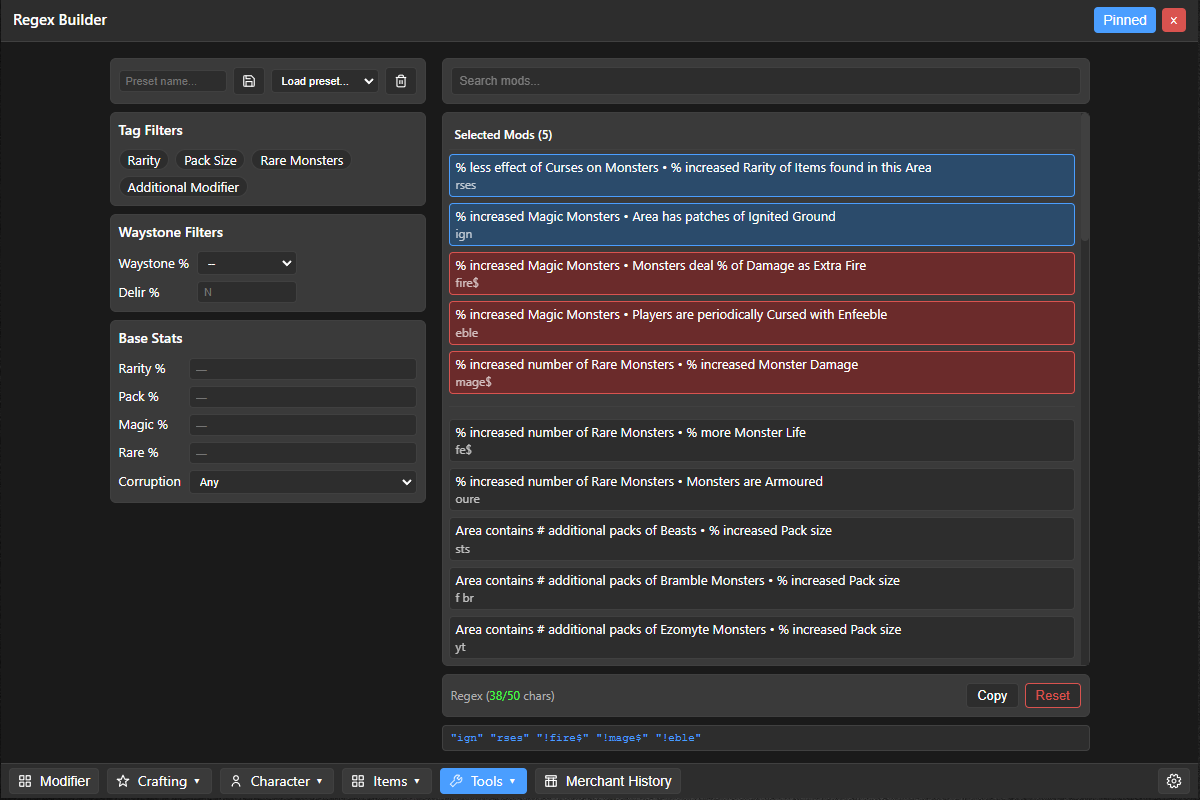 Regex Builder
Pinned
x
Preset name...
Load preset...
Search mods...
Tag Filters
Rarity
Pack Size
Rare Monsters
Additional Modifier
Waystone Filters
Waystone %
--
Delir %
N
Base Stats
Rarity %
—
Pack %
—
Magic %
—
Rare %
—
Corruption
Any
Selected Mods (5)
% less effect of Curses on Monsters • % increased Rarity of Items found in this Area
rses
% increased Magic Monsters • Area has patches of Ignited Ground
ign
% increased Magic Monsters • Monsters deal % of Damage as Extra Fire
fire$
% increased Magic Monsters • Players are periodically Cursed with Enfeeble
eble
% increased number of Rare Monsters • % increased Monster Damage
mage$
% increased number of Rare Monsters • % more Monster Life
fe$
% increased number of Rare Monsters • Monsters are Armoured
oure
Area contains # additional packs of Beasts • % increased Pack size
sts
Area contains # additional packs of Bramble Monsters • % increased Pack size
f br
Area contains # additional packs of Ezomyte Monsters • % increased Pack size
yt
Regex (38/50 chars)
Copy
Reset
"ign" "rses" "!fire$" "!mage$" "!eble"
Modifier
Crafting
Character
Items
Tools
Merchant History